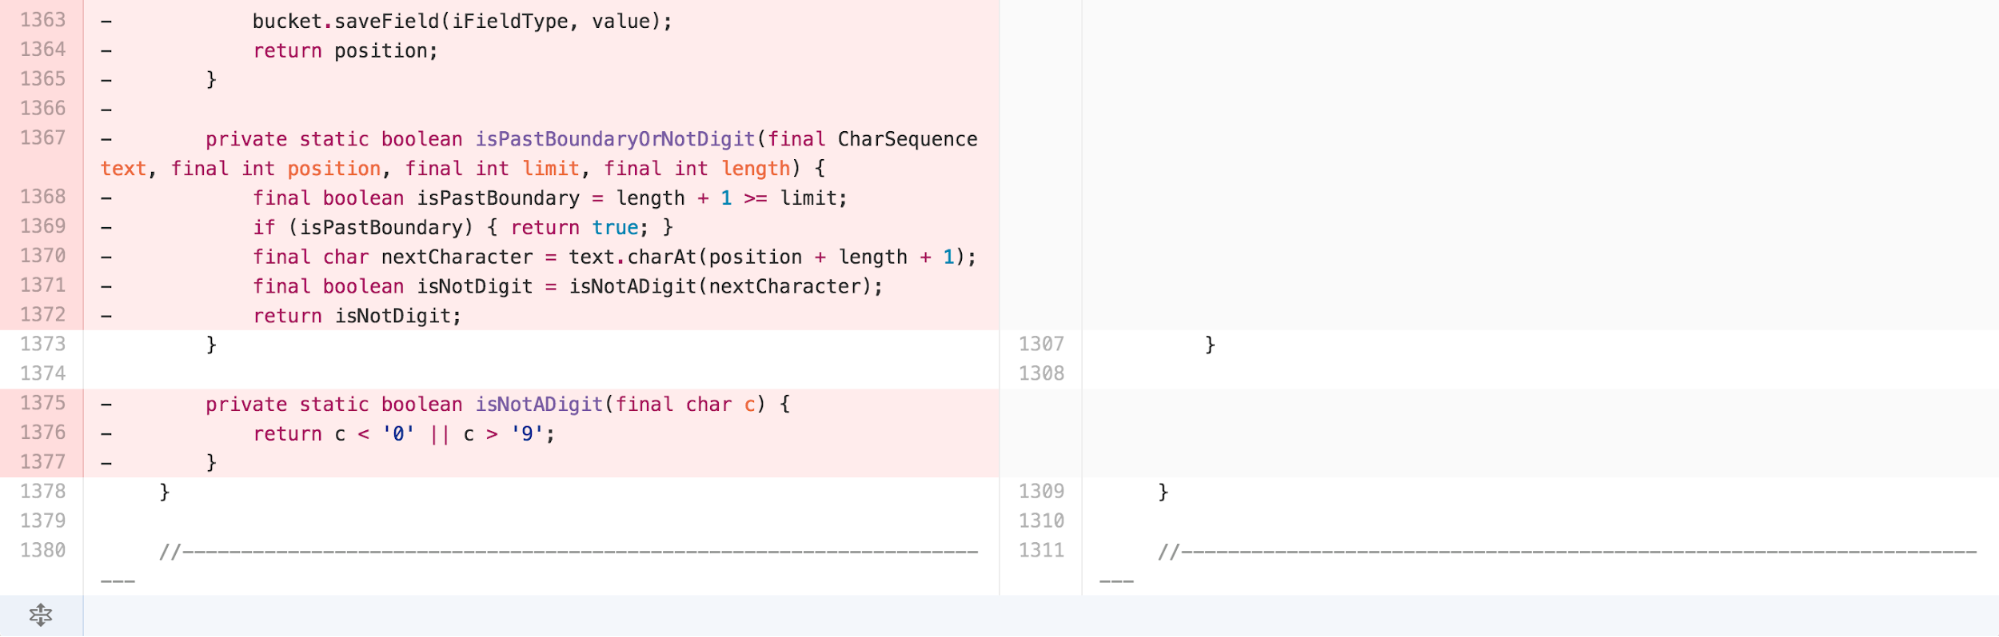 1363 –            bucket.saveField(iFieldType, value);
1364 –            return position;
1365 –        }
1366 –
1367 –        private static boolean isPastBoundaryOrNotDigit(final CharSequence
text, final int position, final int limit, final int length) {
1368 –            final boolean isPastBoundary = length + 1 >= limit;
1369 –            if (isPastBoundary) { return true; }
1370 –            final char nextCharacter = text.charAt(position + length + 1);
1371 –            final boolean isNotDigit = isNotADigit(nextCharacter);
1372 –            return isNotDigit;
1373          }    1307          }
1374    1308
1375 –        private static boolean isNotADigit(final char c) {
1376 –            return c < '0' || c > '9';
1377 –        }
1378      }    1309      }
1379    1310
1380      //--------------------------------------------------------------------    1311      //--------------------------------------------------------------------
---    ---